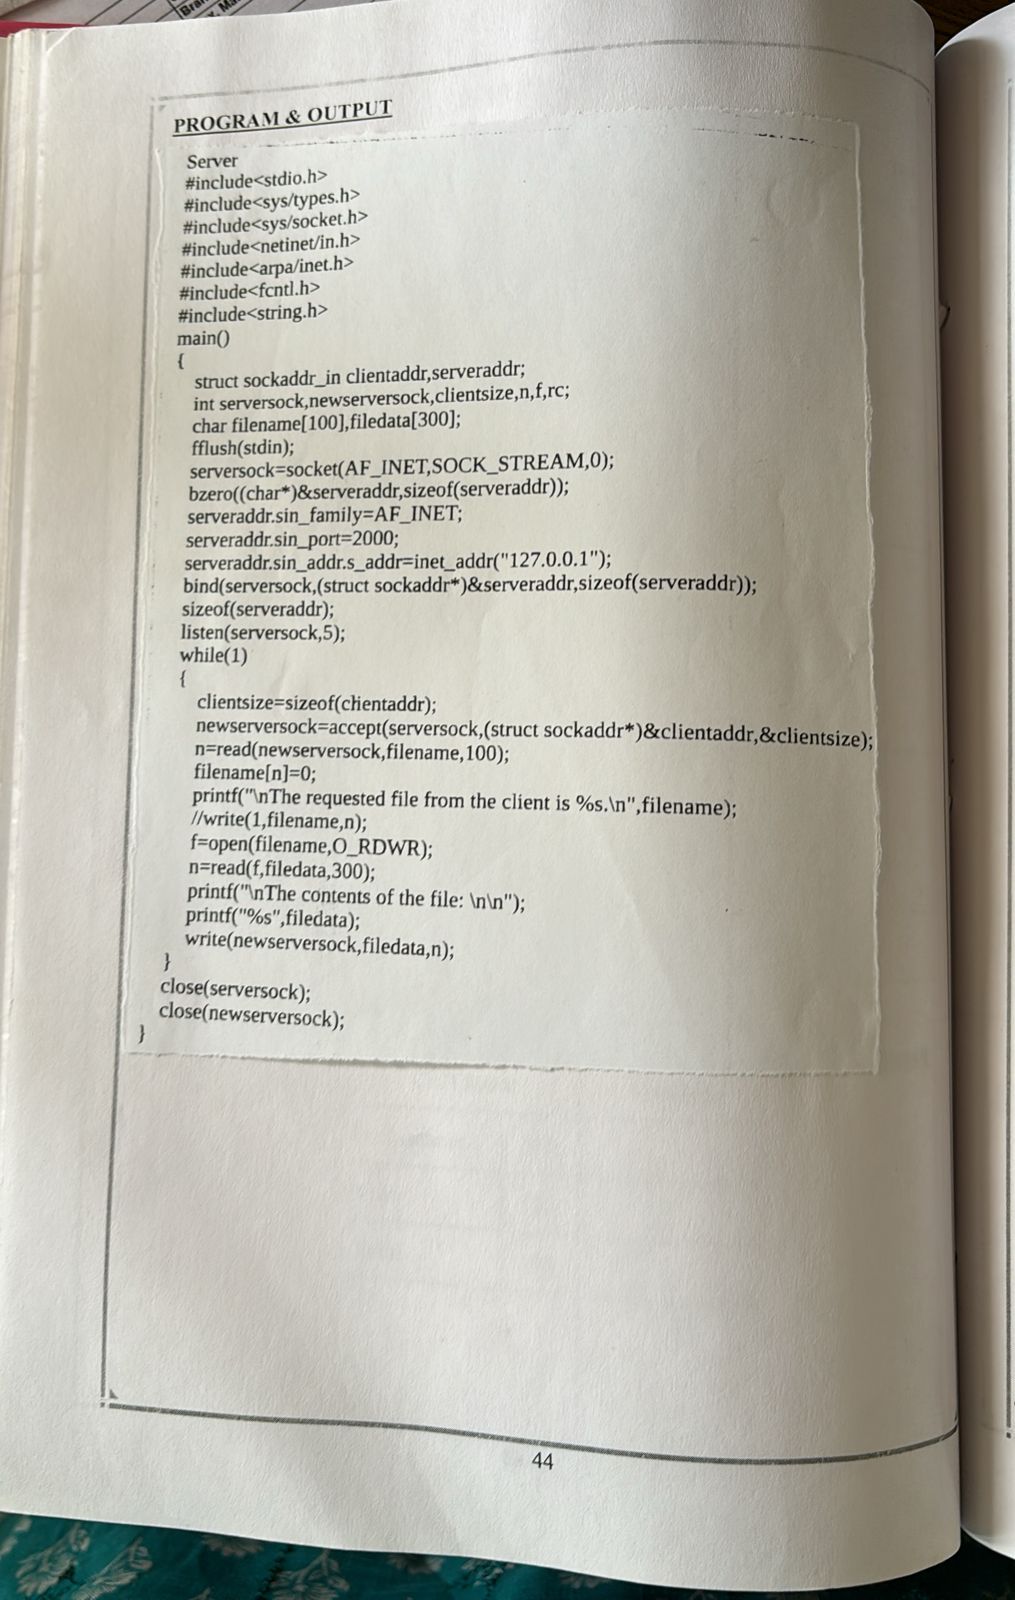 PROGRAM & OUTPUT
Server
#include<stdio.h>
#include<sys/types.h>
#include<sys/socket.h>
#include<netinet/in.h>
#include<arpa/inet.h>
#include<fcntl.h>
#include<string.h>
main()
{
struct sockaddr_in clientaddr,serveraddr;
int serversock,newserversock,clientsize,n,f,rc;
char filename[100],filedata[300];
fflush(stdin);
serversock=socket(AF_INET,SOCK_STREAM,0);
bzero((char*)&serveraddr,sizeof(serveraddr));
serveraddr.sin_family=AF_INET;
serveraddr.sin_port=2000;
serveraddr.sin_addr.s_addr=inet_addr("127.0.0.1");
bind(serversock,(struct sockaddr*)&serveraddr,sizeof(serveraddr));
sizeof(serveraddr);
listen(serversock,5);
while(1)
{
clientsize=sizeof(clientaddr);
newserversock=accept(serversock,(struct sockaddr*)&clientaddr,&clientsize);
n=read(newserversock,filename,100);
filename[n]=0;
printf("\nThe requested file from the client is %s.\n",filename);
//write(1,filename,n);
f=open(filename,O_RDWR);
n=read(f,filedata,300);
printf("\nThe contents of the file: \n\n");
printf("%s",filedata);
write(newserversock,filedata,n);
}
close(serversock);
close(newserversock);
}
44